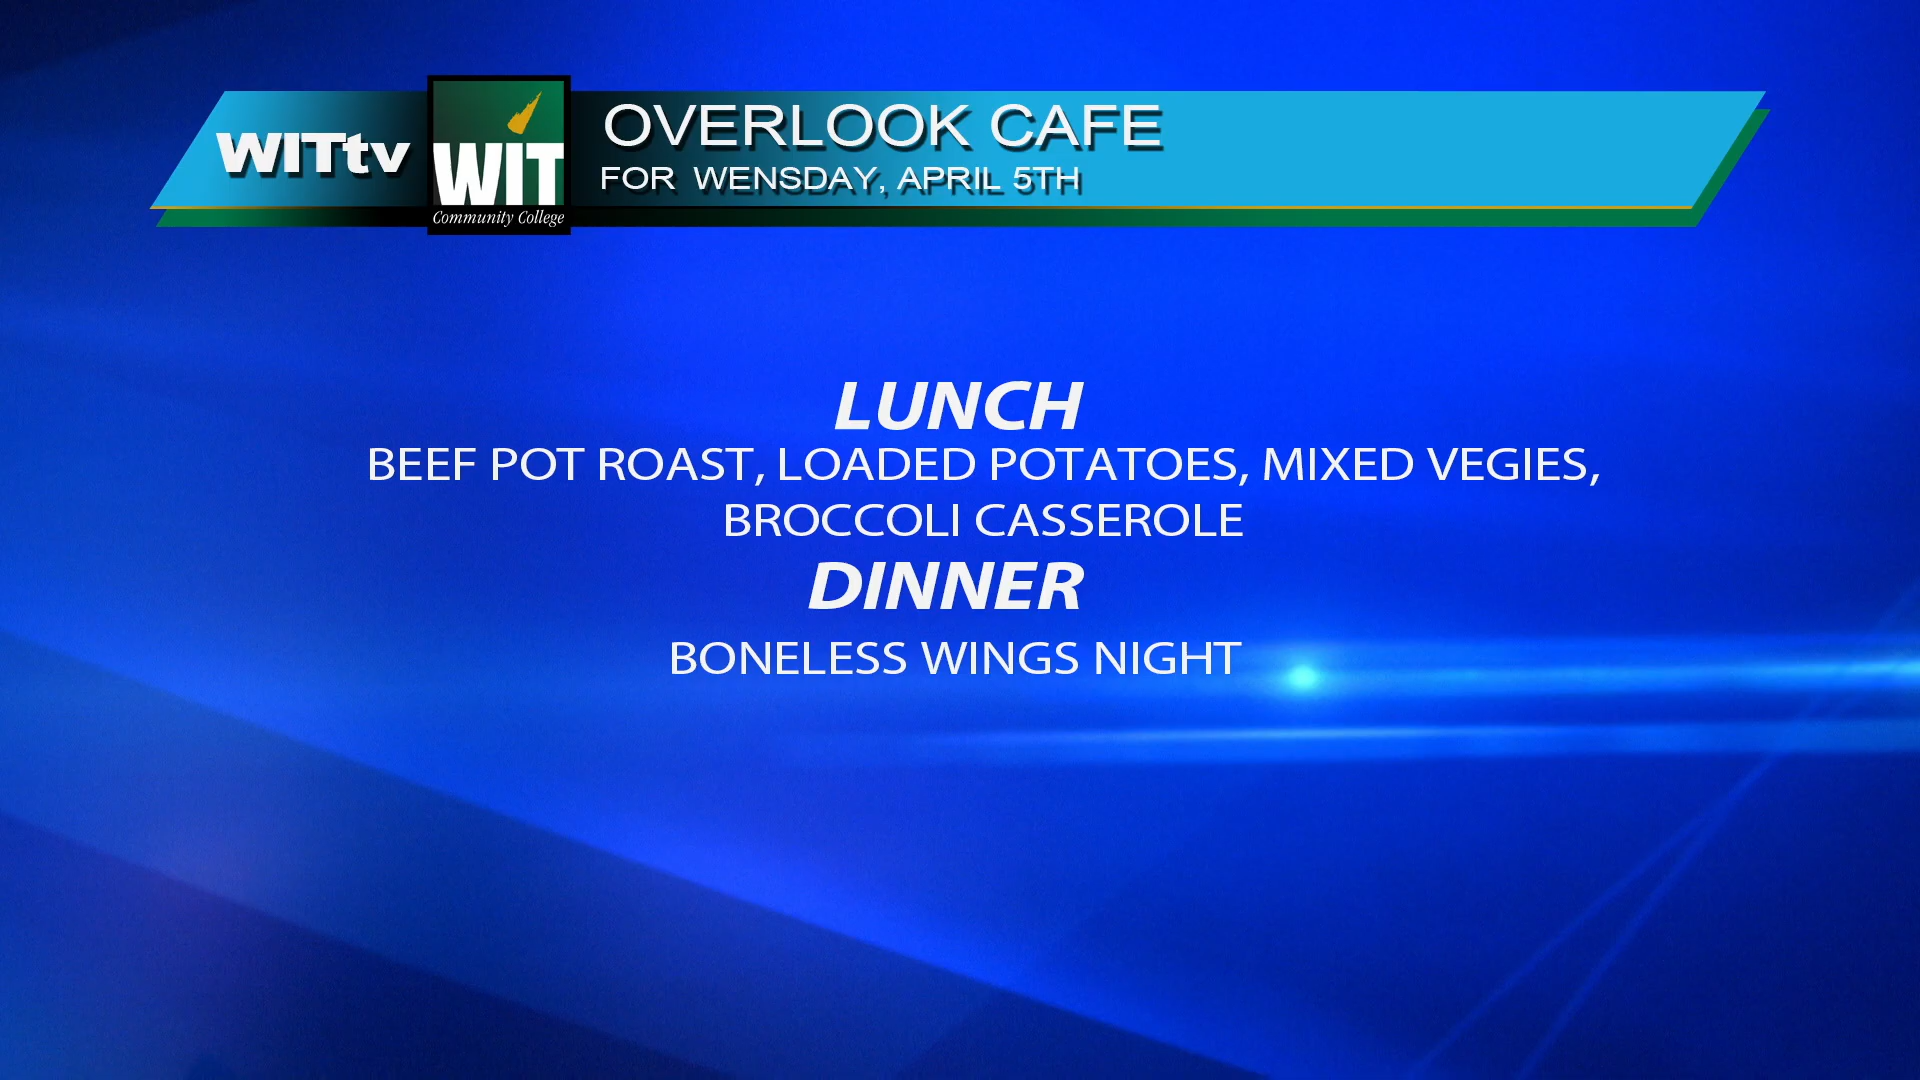 WITtv
WIT
Community College
OVERLOOK CAFE
FOR WENSDAY, APRIL 5TH
LUNCH
BEEF POT ROAST, LOADED POTATOES, MIXED VEGIES,
BROCCOLI CASSEROLE
DINNER
BONELESS WINGS NIGHT